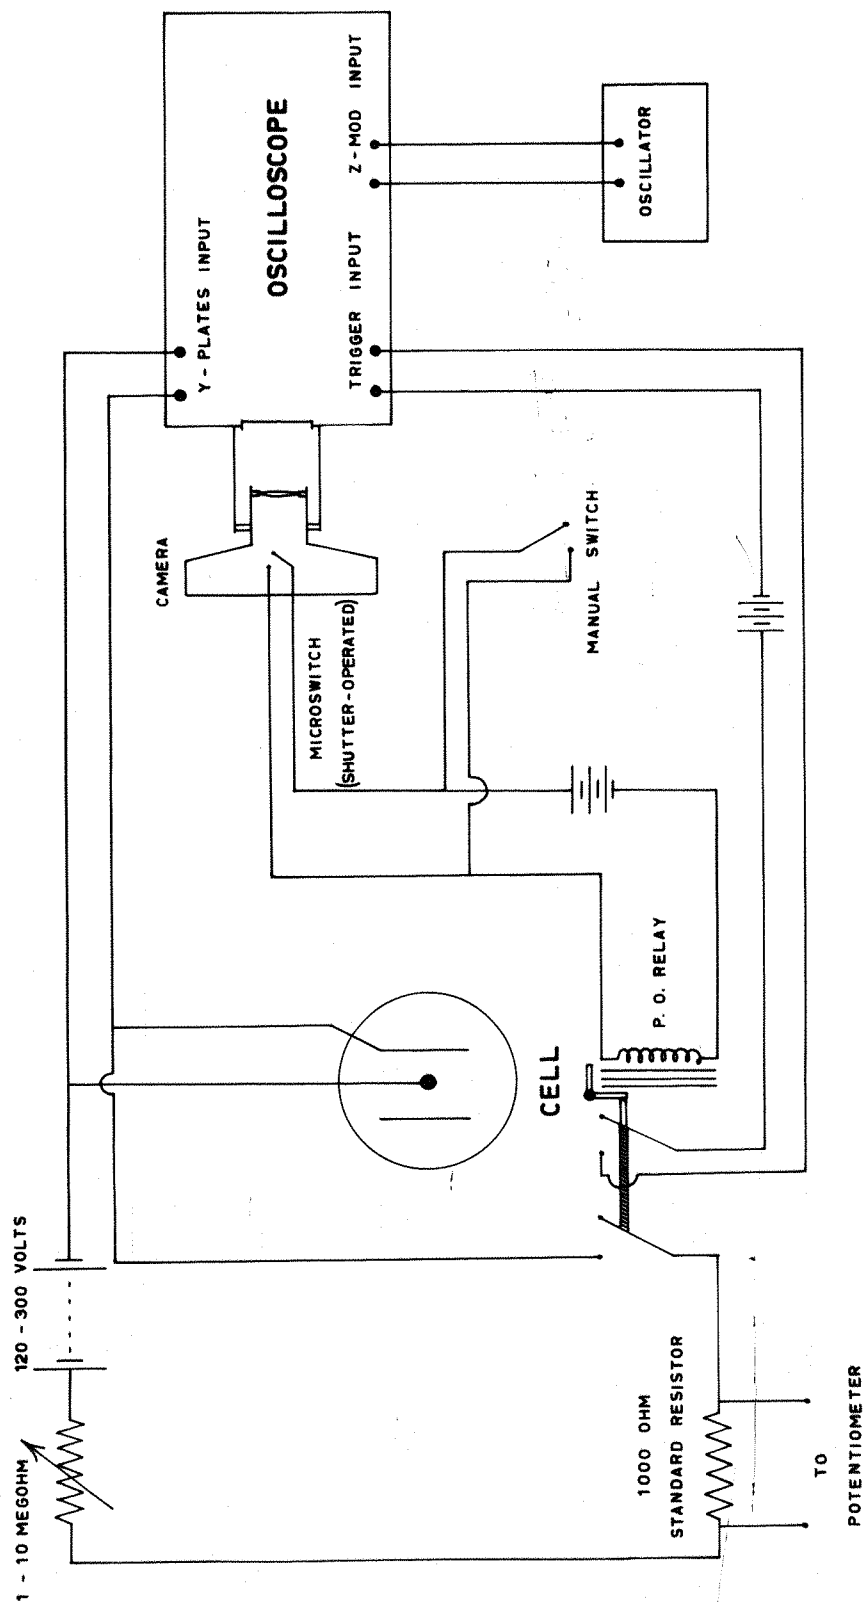 1 - 10 MEGOHM
120 - 300 VOLTS
Y - PLATES INPUT
OSCILLOSCOPE
TRIGGER INPUT
Z - MOD INPUT
OSCILLATOR
CAMERA
MICROSWITCH
(SHUTTER-OPERATED)
MANUAL SWITCH
CELL
P. O. RELAY
1000 OHM
STANDARD RESISTOR
TO
POTENTIOMETER